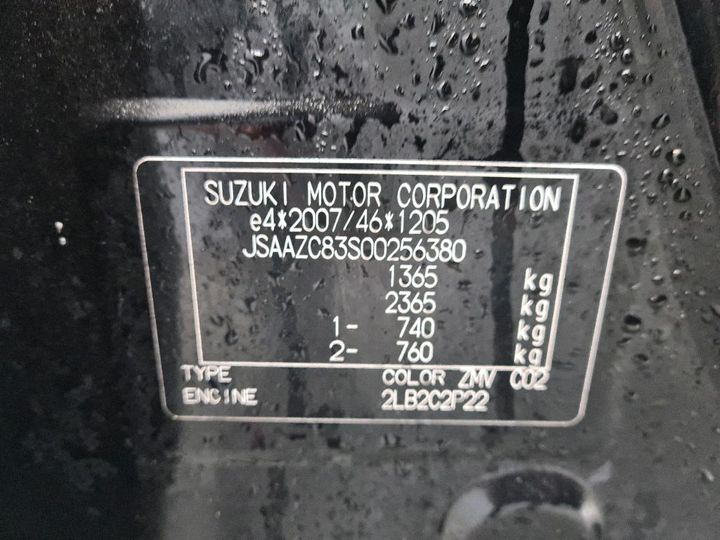 SUZUKI MOTOR CORPORATION
e4*2007/46*1205
JSAAZC83S00256380
1365 kg
2365 kg
1- 740 kg
2- 760 kg
TYPE COLOR ZMV C02
ENGINE 2LB2C2P22